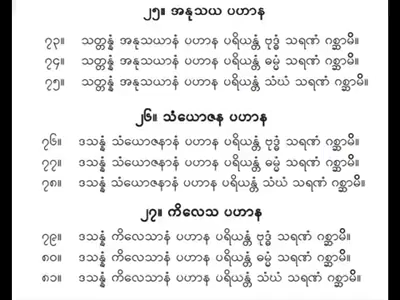 ၂၅။ အနုသယ ပဟာန
၇၃။ သတ္တန္နံ အနုသယာနံ ပဟာန ပရိယန္တံ ဗုဒ္ဓံ သရဏံ ဂစ္ဆာမိ။
၇၄။ သတ္တန္နံ အနုသယာနံ ပဟာန ပရိယန္တံ ဓမ္မံ သရဏံ ဂစ္ဆာမိ။
၇၅။ သတ္တန္နံ အနုသယာနံ ပဟာန ပရိယန္တံ သံဃံ သရဏံ ဂစ္ဆာမိ။
၂၆။ သံယောဇန ပဟာန
၇၆။ ဒသန္နံ သံယောဇနာနံ ပဟာန ပရိယန္တံ ဗုဒ္ဓံ သရဏံ ဂစ္ဆာမိ။
၇၇။ ဒသန္နံ သံယောဇနာနံ ပဟာန ပရိယန္တံ ဓမ္မံ သရဏံ ဂစ္ဆာမိ။
၇၈။ ဒသန္နံ သံယောဇနာနံ ပဟာန ပရိယန္တံ သံဃံ သရဏံ ဂစ္ဆာမိ။
၂၇။ ကိလေသ ပဟာန
၇၉။ ဒသန္နံ ကိလေသာနံ ပဟာန ပရိယန္တံ ဗုဒ္ဓံ သရဏံ ဂစ္ဆာမိ။
၈၀။ ဒသန္နံ ကိလေသာနံ ပဟာန ပရိယန္တံ ဓမ္မံ သရဏံ ဂစ္ဆာမိ။
၈၁။ ဒသန္နံ ကိလေသာနံ ပဟာန ပရိယန္တံ သံဃံ သရဏံ ဂစ္ဆာမိ။